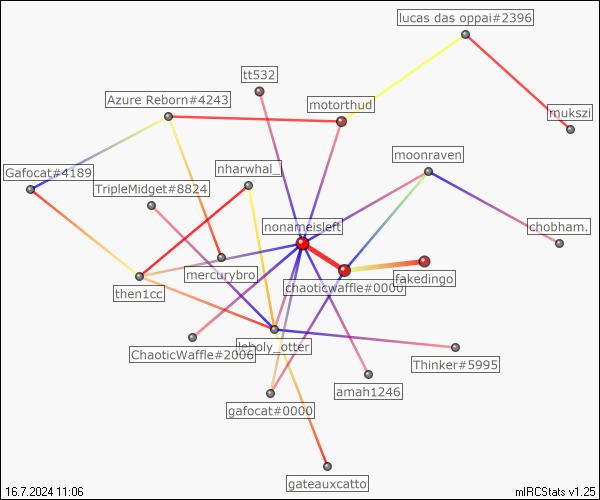 lucas das oppai#2396
tt532
Azure Reborn#4243
motorthud
mukszi
moonraven
Gafocat#4189
nharwhal_
TripleMidget#8824
nonameisleft
chobham.
mercurybro
chaoticwaffle#0000
fakedingo
then1cc
ChaoticWaffle#2006
Thinker#5995
amah1246
gafocat#0000
gateauxcatto
16.7.2024 11:06
mIRCStats v1.25